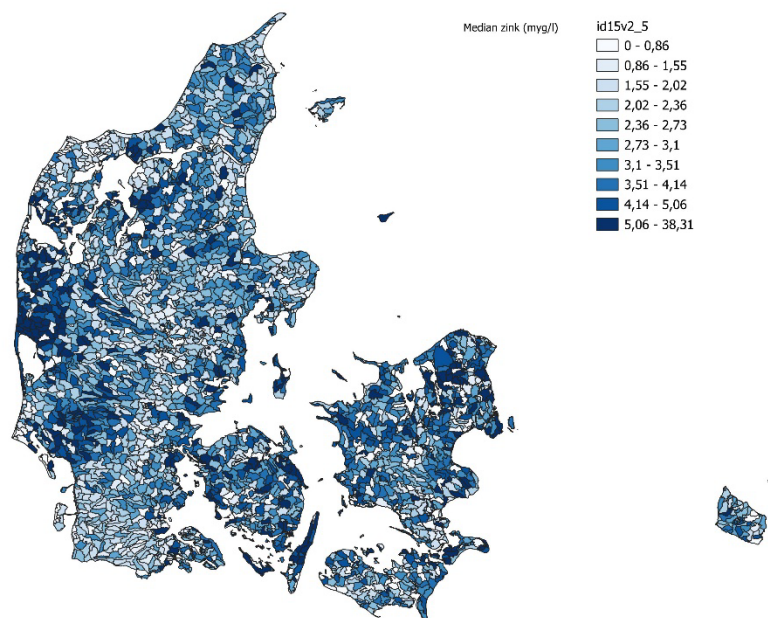 Median zink (myg/l)
id15v2_5
0 - 0,86
0,86 - 1,55
1,55 - 2,02
2,02 - 2,36
2,36 - 2,73
2,73 - 3,1
3,1 - 3,51
3,51 - 4,14
4,14 - 5,06
5,06 - 38,31